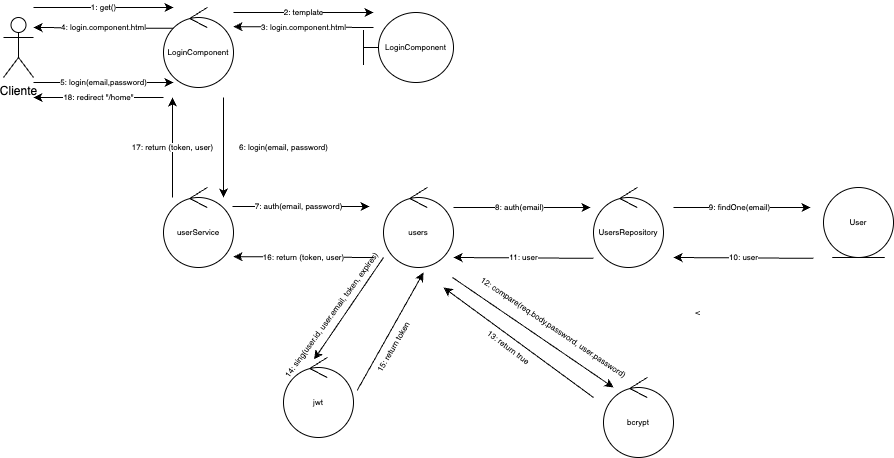 1: get()
2: template
4: login.component.html
3: login.component.html
LoginComponent
LoginComponent
5: login(email,password)
Cliente
18: redirect "/home"
17: return (token, user)
6: login(email, password)
7: auth(email, password)
8: auth(email)
9: findOne(email)
userService
users
UsersRepository
User
16: return (token, user)
11: user
10: user
12: compare(req.body.password, user.password)
<
14: sing(user.id, user.email, token, expires)
15: return token
13: return true
jwt
bcrypt